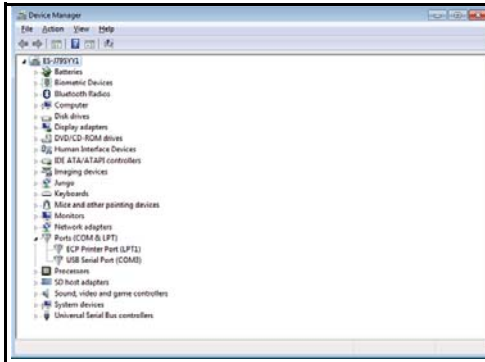 Device Manager
File Action View Help
ES-J79SYY1
Batteries
Biometric Devices
Bluetooth Radios
Computer
Disk drives
Display adapters
DVD/CD-ROM drives
Human Interface Devices
IDE ATA/ATAPI controllers
Imaging devices
Jungo
Keyboards
Mice and other pointing devices
Monitors
Network adapters
Ports (COM & LPT)
ECP Printer Port (LPT1)
USB Serial Port (COM3)
Processors
SD host adapters
Sound, video and game controllers
System devices
Universal Serial Bus controllers